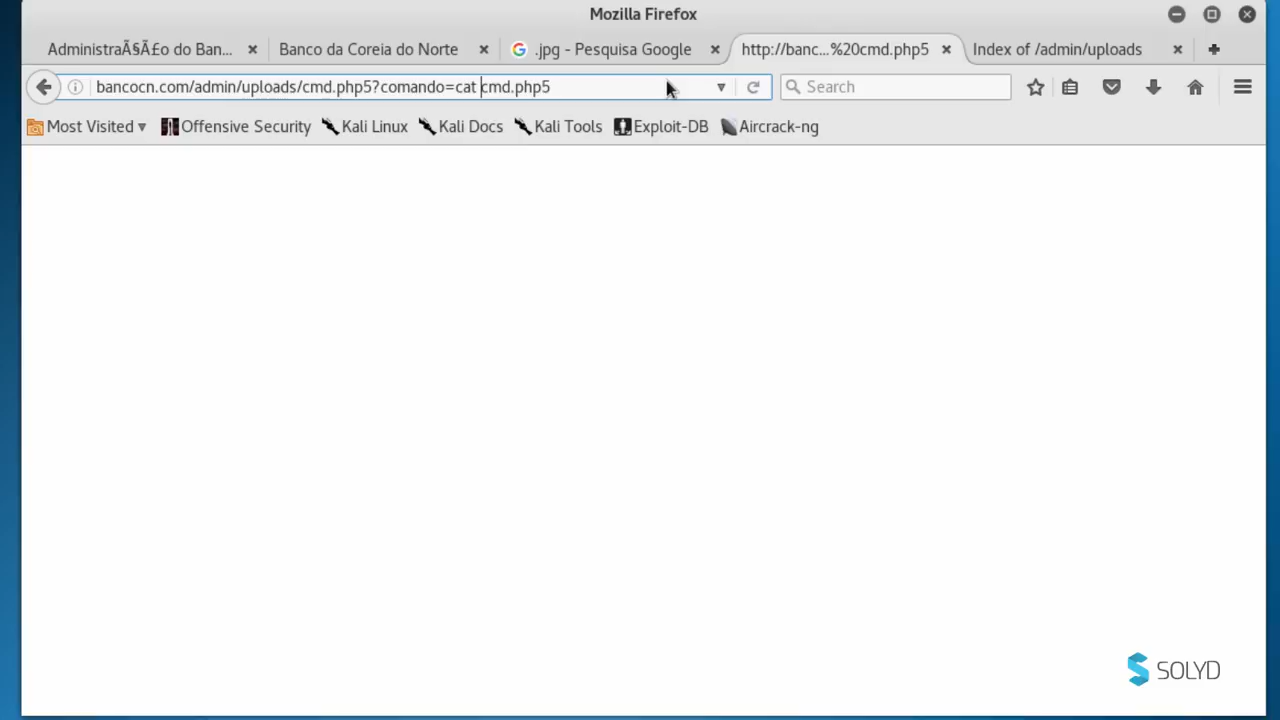 Mozilla Firefox
AdministraÃ§Ã£o do Ban... Banco da Coreia do Norte .jpg - Pesquisa Google http://banc...%20cmd.php5 Index of /admin/uploads
bancocn.com/admin/uploads/cmd.php5?comando=cat cmd.php5 Search
Most Visited Offensive Security Kali Linux Kali Docs Kali Tools Exploit-DB Aircrack-ng
SOLYD